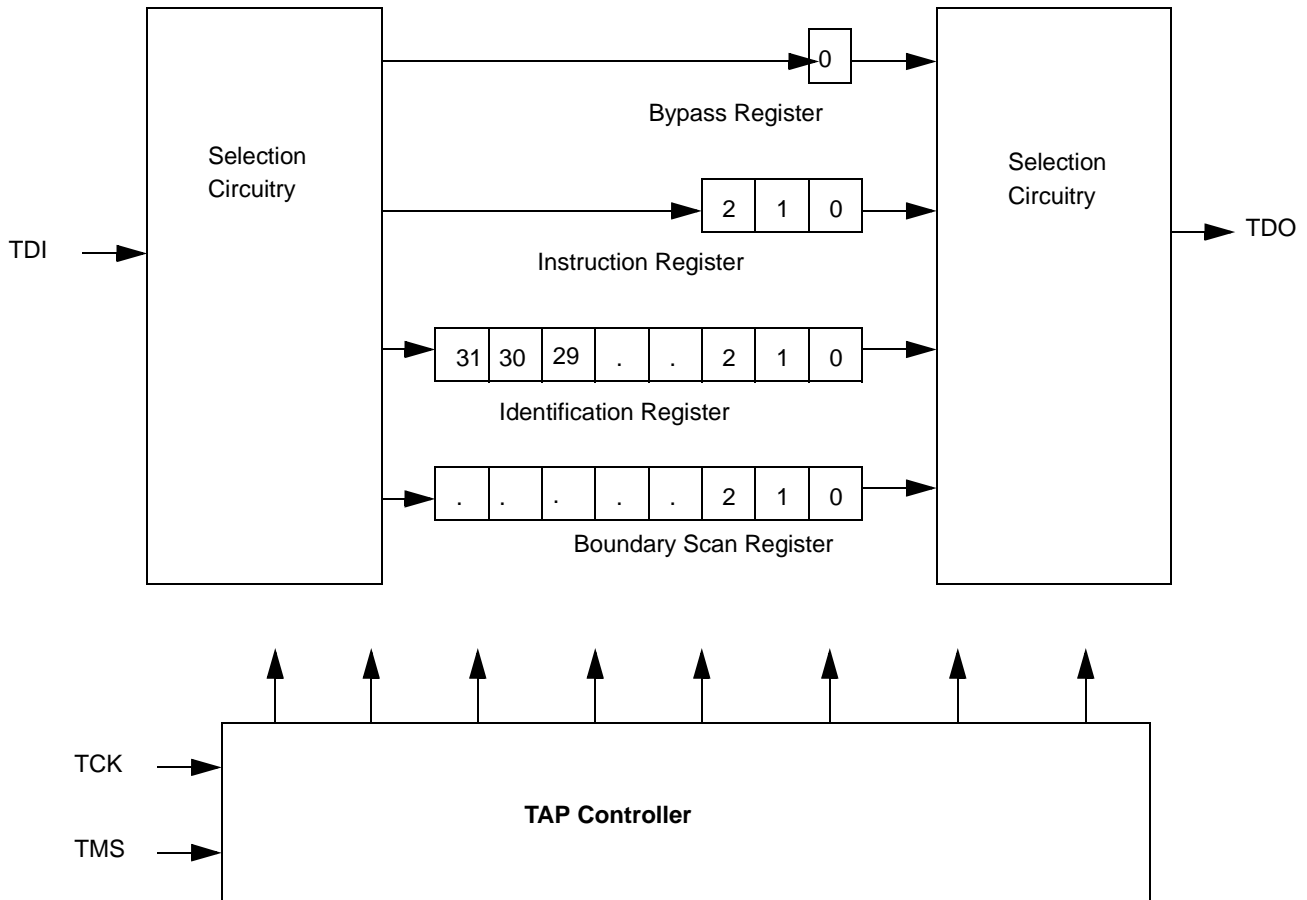 0
Bypass Register
Selection
Circuitry
Selection
Circuitry
2 1 0
TDI
TDO
Instruction Register
31 30 29 . . 2 1 0
Identification Register
. . . . . 2 1 0
Boundary Scan Register
TCK
TAP Controller
TMS